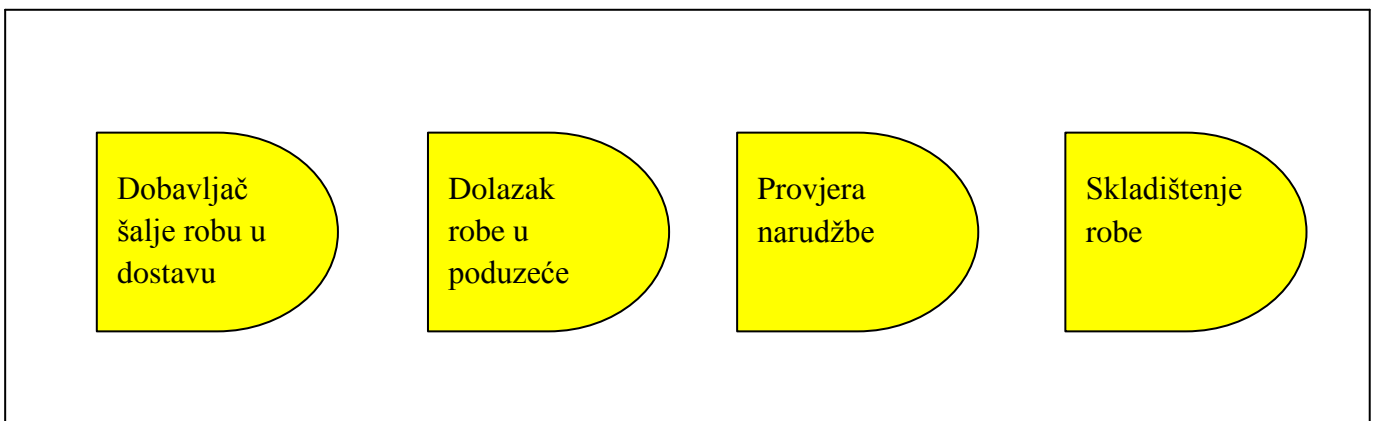 Dobavljač
šalje robu u
dostavu
Dolazak
robe u
poduzeće
Provjera
narudžbe
Skladištenje
robe